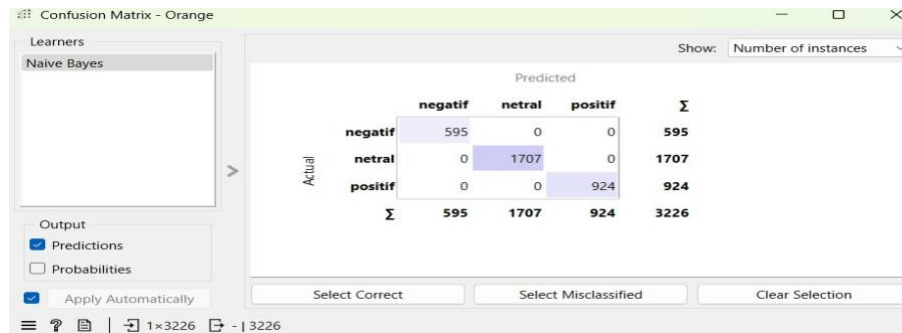 Confusion Matrix - Orange
Learners
Show: Number of instances
Naive Bayes
Predicted
negatif netral positif Σ
negatif 595 0 0 595
netral 0 1707 0 1707
Actual
positif 0 0 924 924
Σ 595 1707 924 3226
Output
Predictions
Probabilities
Apply Automatically
Select Correct Select Misclassified Clear Selection
1×3226 - | 3226